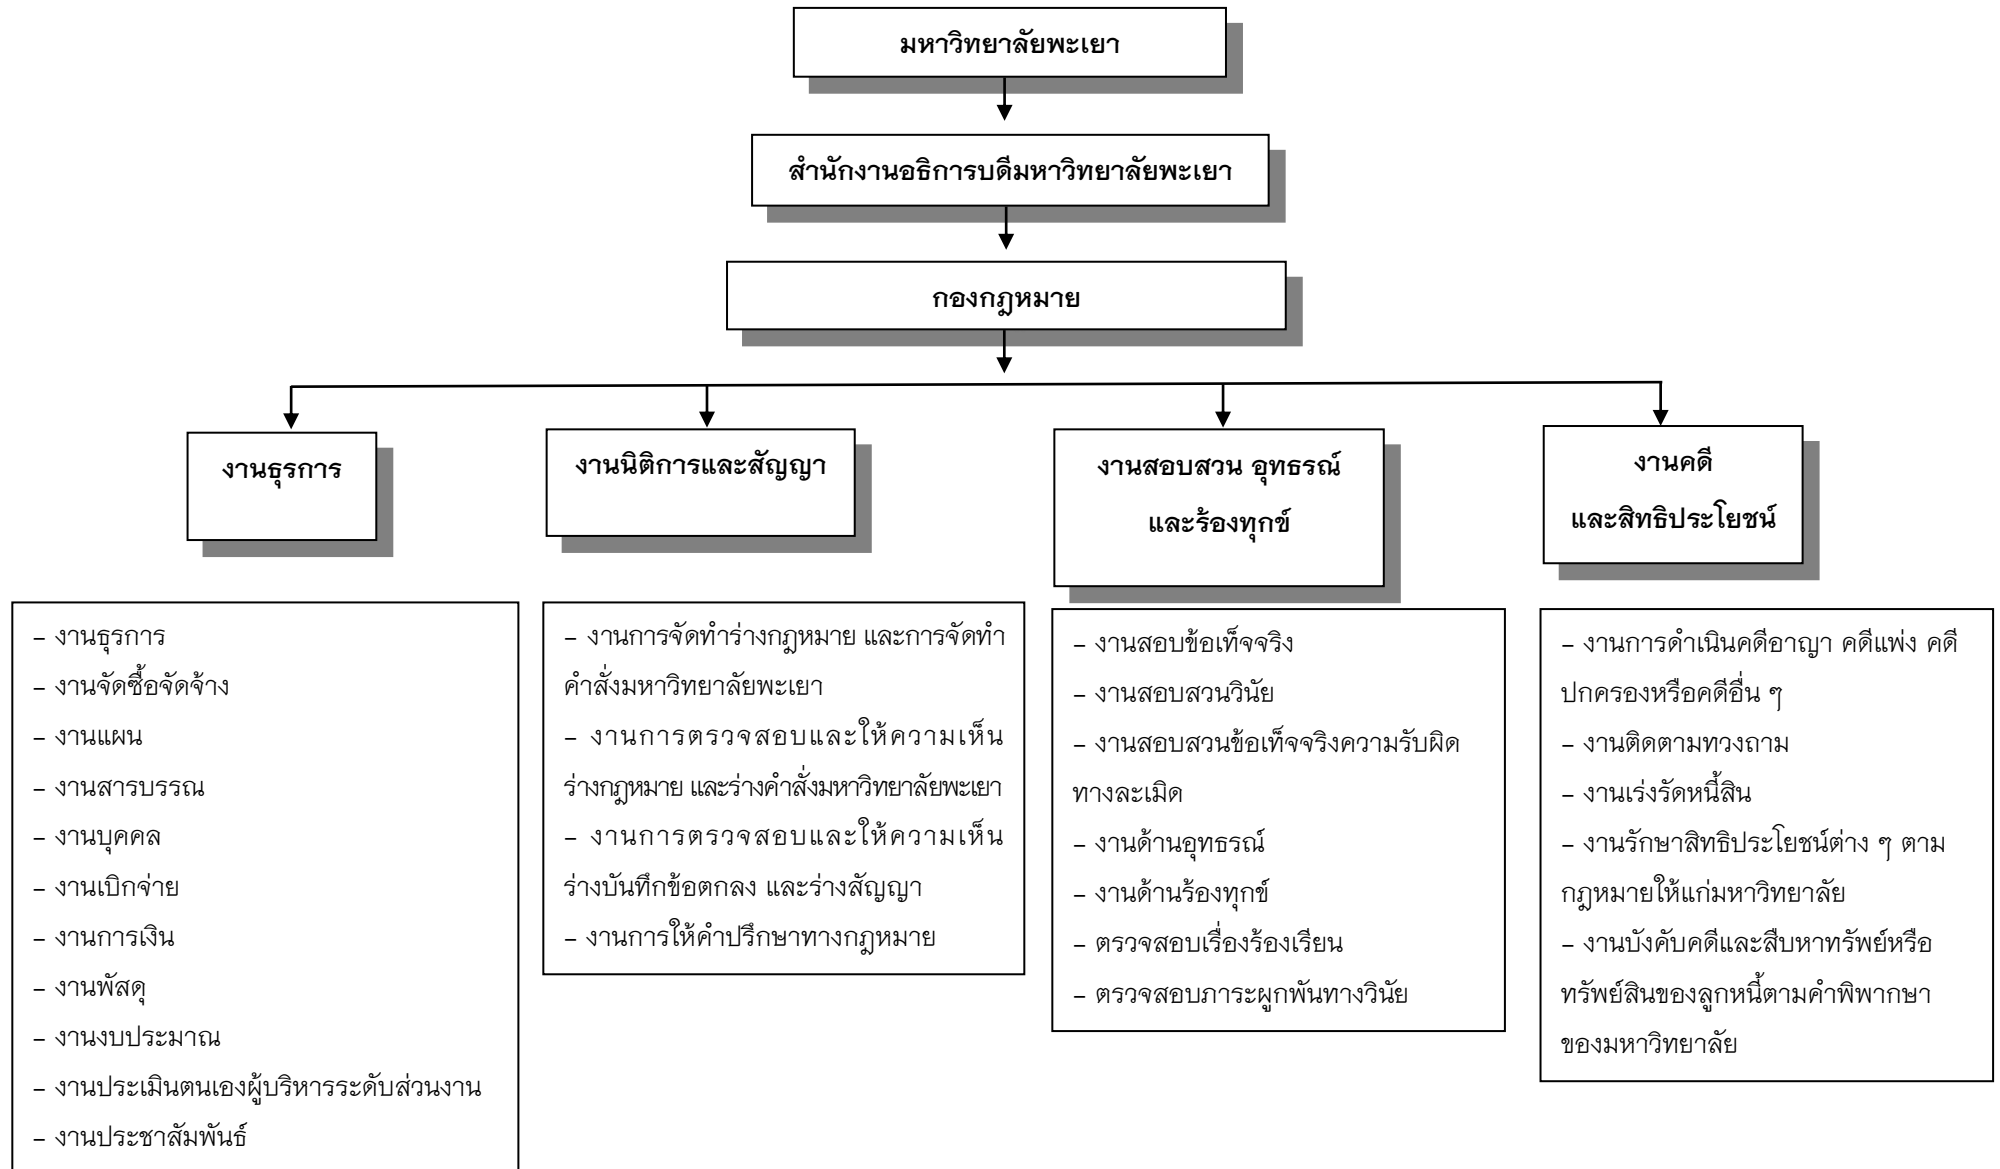 มหาวิทยาลัยพะเยา
สำนักงานอธิการบดีมหาวิทยาลัยพะเยา
กองกฎหมาย
งานธุรการ
งานนิติการและสัญญา
งานสอบสวน อุทธรณ์
และร้องทุกข์
งานคดี
และสิทธิประโยชน์
– งานธุรการ
– งานจัดซื้อจัดจ้าง
– งานแผน
– งานสารบรรณ
– งานบุคคล
– งานเบิกจ่าย
– งานการเงิน
– งานพัสดุ
– งานงบประมาณ
– งานประเมินตนเองผู้บริหารระดับส่วนงาน
– งานประชาสัมพันธ์
– งานการจัดทำร่างกฎหมาย และการจัดทำ
คำสั่งมหาวิทยาลัยพะเยา
– งานการตรวจสอบและให้ความเห็น
ร่างกฎหมาย และร่างคำสั่งมหาวิทยาลัยพะเยา
– งานการตรวจสอบและให้ความเห็น
ร่างบันทึกข้อตกลง และร่างสัญญา
– งานการให้คำปรึกษาทางกฎหมาย
– งานสอบข้อเท็จจริง
– งานสอบสวนวินัย
– งานสอบสวนข้อเท็จจริงความรับผิด
ทางละเมิด
– งานด้านอุทธรณ์
– งานด้านร้องทุกข์
– ตรวจสอบเรื่องร้องเรียน
– ตรวจสอบภาระผูกพันทางวินัย
– งานการดำเนินคดีอาญา คดีแพ่ง คดี
ปกครองหรือคดีอื่น ๆ
– งานติดตามทวงถาม
– งานเร่งรัดหนี้สิน
– งานรักษาสิทธิประโยชน์ต่าง ๆ ตาม
กฎหมายให้แก่มหาวิทยาลัย
– งานบังคับคดีและสืบหาทรัพย์หรือ
ทรัพย์สินของลูกหนี้ตามคำพิพากษา
ของมหาวิทยาลัย